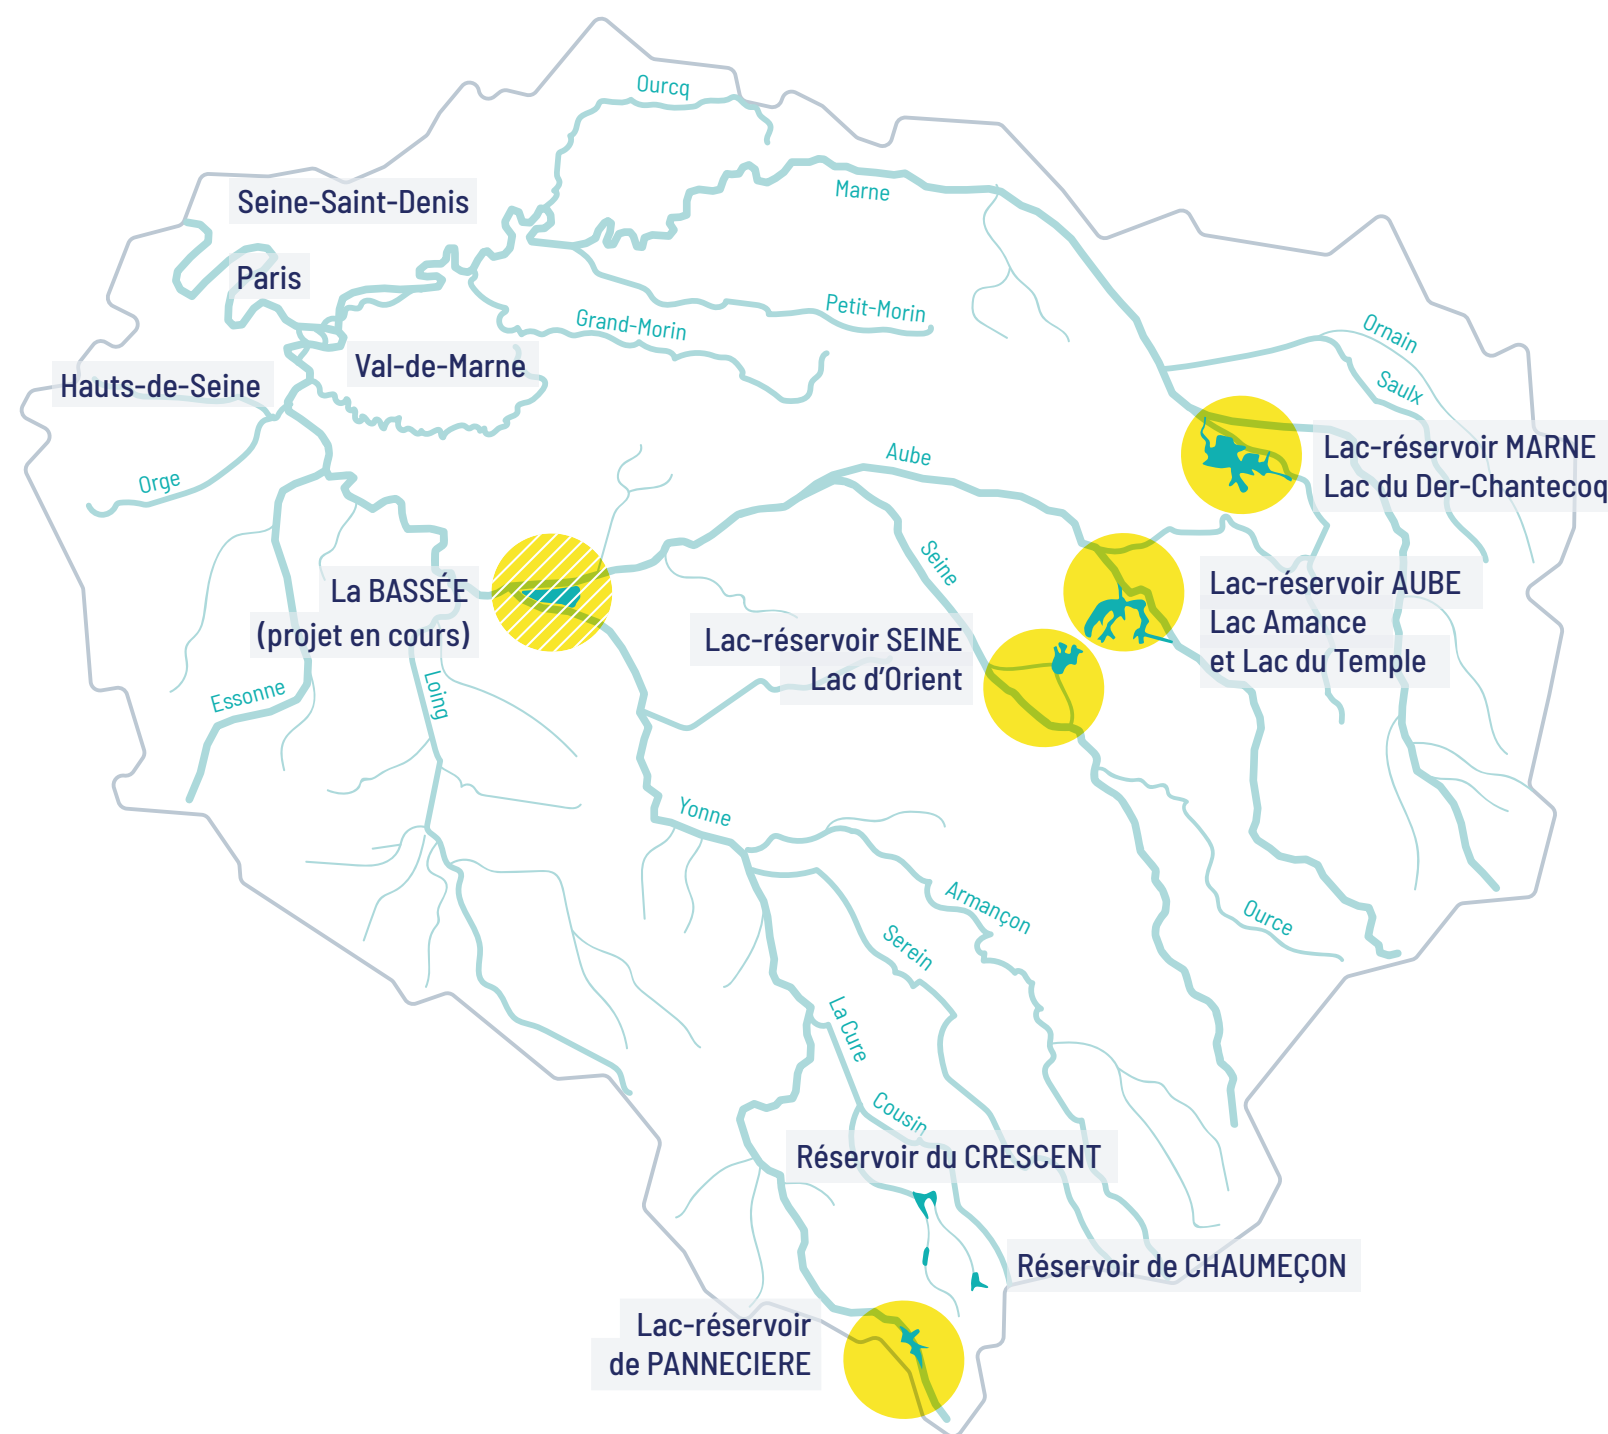 Ourcq
Seine-Saint-Denis
Marne
Paris
Petit-Morin
Grand-Morin
Ornain
Val-de-Marne
Hauts-de-Seine
Saulx
Lac-réservoir MARNE
Lac du Der-Chantecoq
Aube
Orge
Seine
La BASSÉE
(projet en cours)
Lac-réservoir AUBE
Lac Amance
et Lac du Temple
Lac-réservoir SEINE
Lac d'Orient
Essonne
Loing
Yonne
Armançon
Serein
Ource
La Cure
Cousin
Réservoir du CRESCENT
Réservoir de CHAUMEÇON
Lac-réservoir
de PANNECIERE